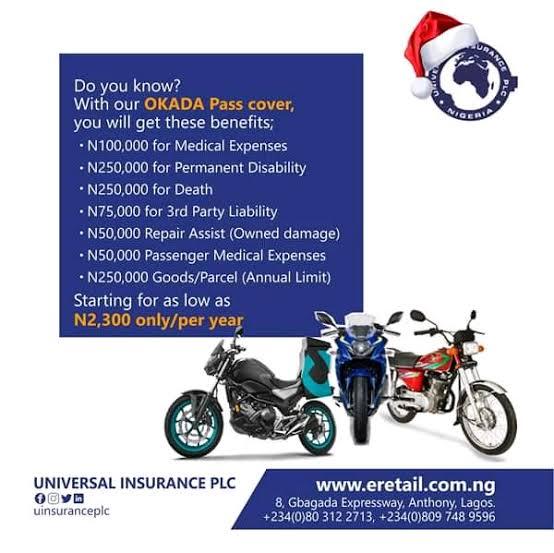 Do you know?
With our OKADA Pass cover,
you will get these benefits;
• N100,000 for Medical Expenses
• N250,000 for Permanent Disability
• N250,000 for Death
• N75,000 for 3rd Party Liability
• N50,000 Repair Assist (Owned damage)
• N50,000 Passenger Medical Expenses
• N250,000 Goods/Parcel (Annual Limit)
Starting for as low as
N2,300 only/per year
URANCE PLC
NIGERIA
UNIVERSAL INSURANCE PLC
uinsuranceplc
www.eretail.com.ng
8, Gbagada Expressway, Anthony, Lagos.
+234(0)80 312 2713, +234(0)809 748 9596